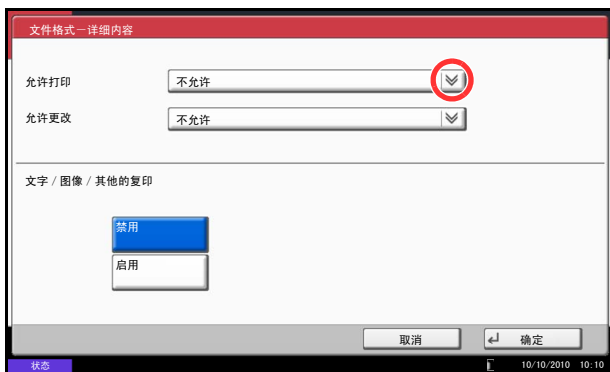 文件格式－详细内容
允许打印 不允许
允许更改 不允许
文字 / 图像 / 其他的复印
禁用
启用
取消 确定
状态 10/10/2010 10:10